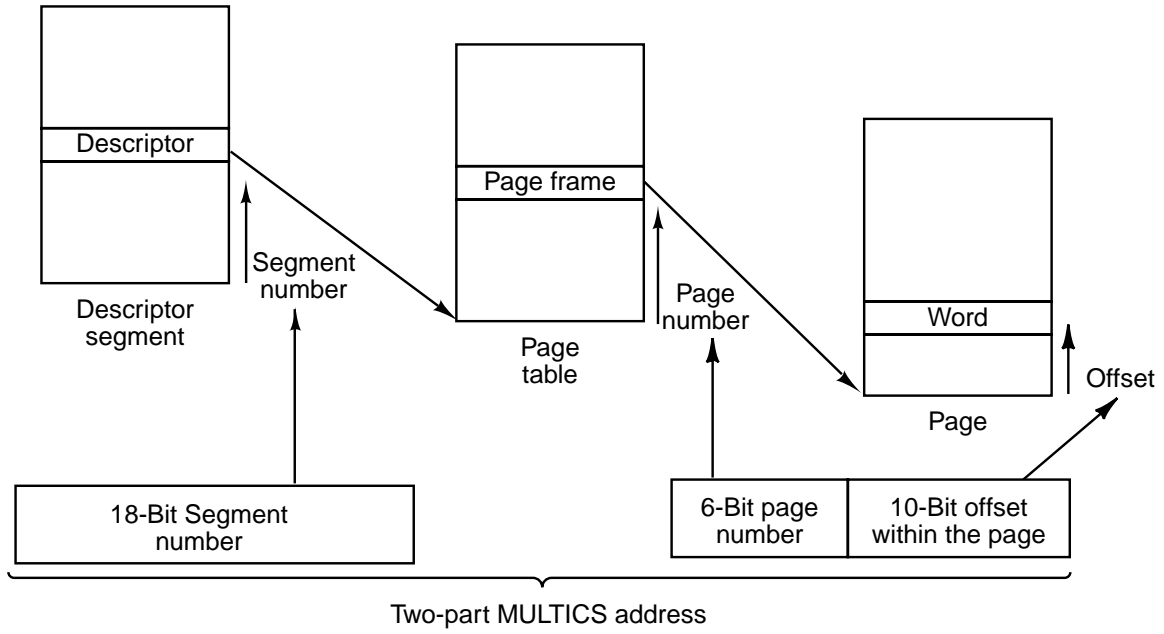 Descriptor
Segment
number
Descriptor
segment
Page frame
Page
number
Page
table
Word
Offset
Page
18-Bit Segment
number
6-Bit page
number
10-Bit offset
within the page
Two-part MULTICS address